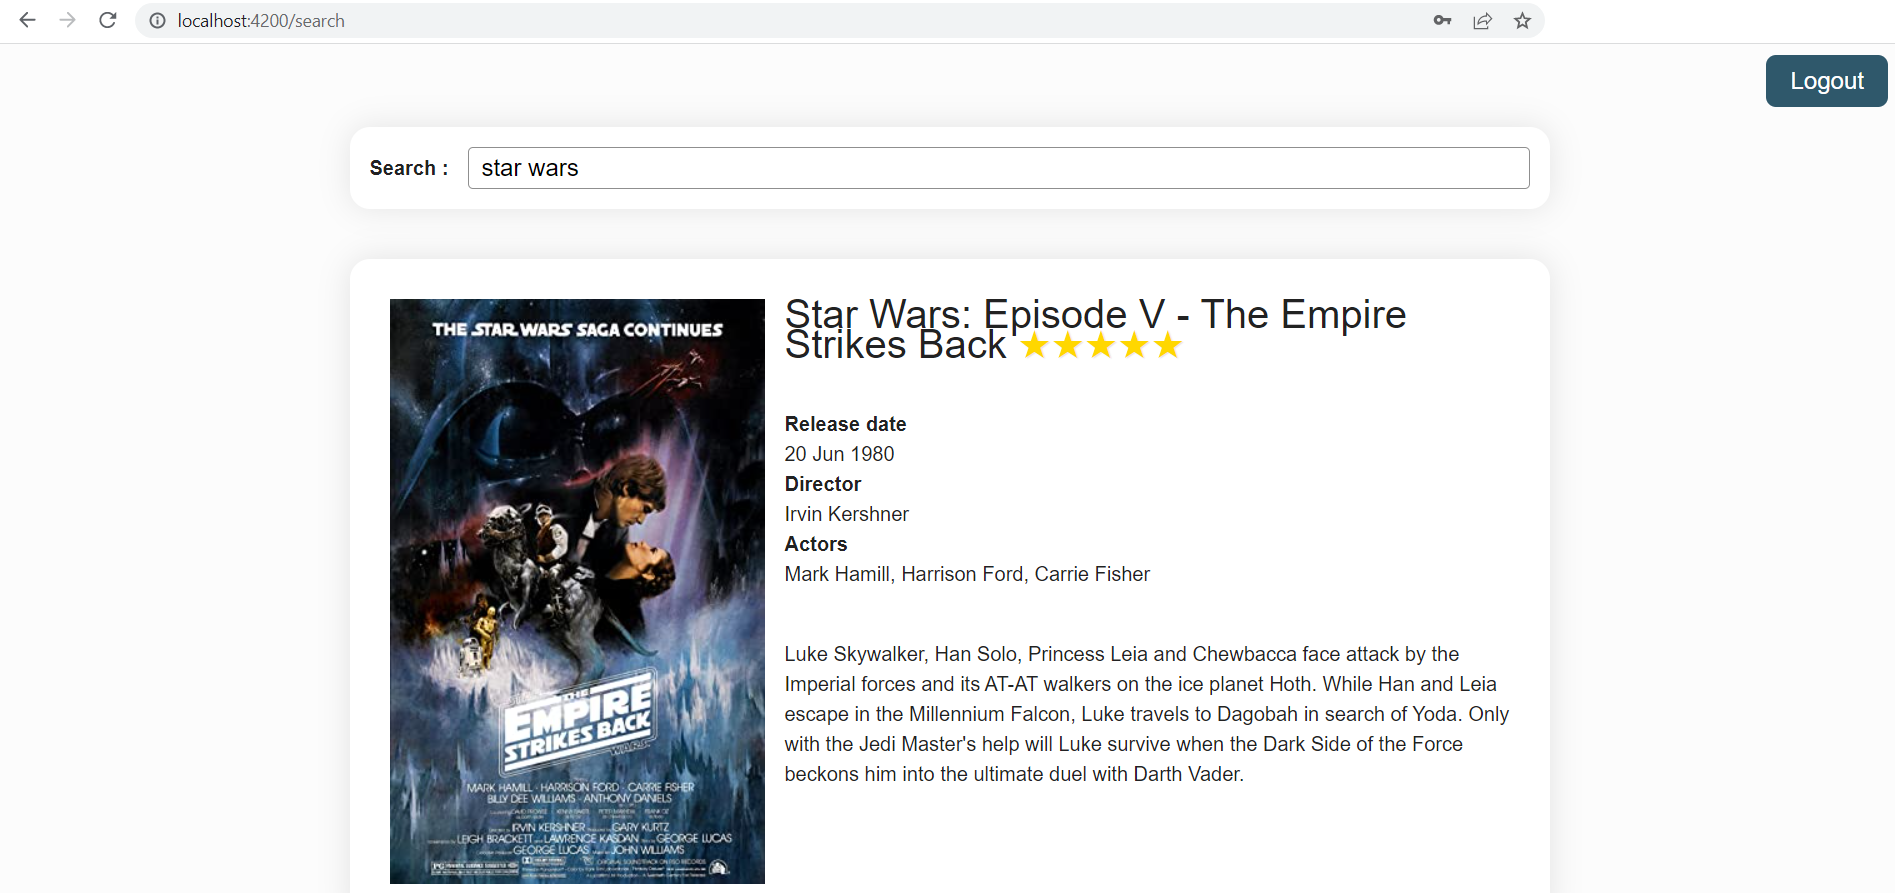 localhost:4200/search
Logout
Search :
star wars
THE STAR WARS SAGA CONTINUES
THE
EMPIRE
STRIKES BACK
WARS
MARK HAMILL · HARRISON FORD · CARRIE FISHER
BILLY DEE WILLIAMS · ANTHONY DANIELS
IRVIN KERSHNER GARY KURTZ
LEIGH BRACKETT LAWRENCE KASDAN GEORGE LUCAS
GEORGE LUCAS JOHN WILLIAMS
PG
Star Wars: Episode V - The Empire
Strikes Back ★★★★★
Release date
20 Jun 1980
Director
Irvin Kershner
Actors
Mark Hamill, Harrison Ford, Carrie Fisher
Luke Skywalker, Han Solo, Princess Leia and Chewbacca face attack by the
Imperial forces and its AT-AT walkers on the ice planet Hoth. While Han and Leia
escape in the Millennium Falcon, Luke travels to Dagobah in search of Yoda. Only
with the Jedi Master's help will Luke survive when the Dark Side of the Force
beckons him into the ultimate duel with Darth Vader.